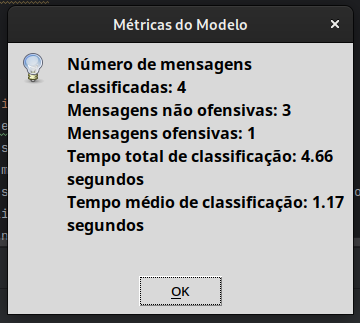 Métricas do Modelo
Número de mensagens
classificadas: 4
Mensagens não ofensivas: 3
Mensagens ofensivas: 1
Tempo total de classificação: 4.66
segundos
Tempo médio de classificação: 1.17
segundos
OK